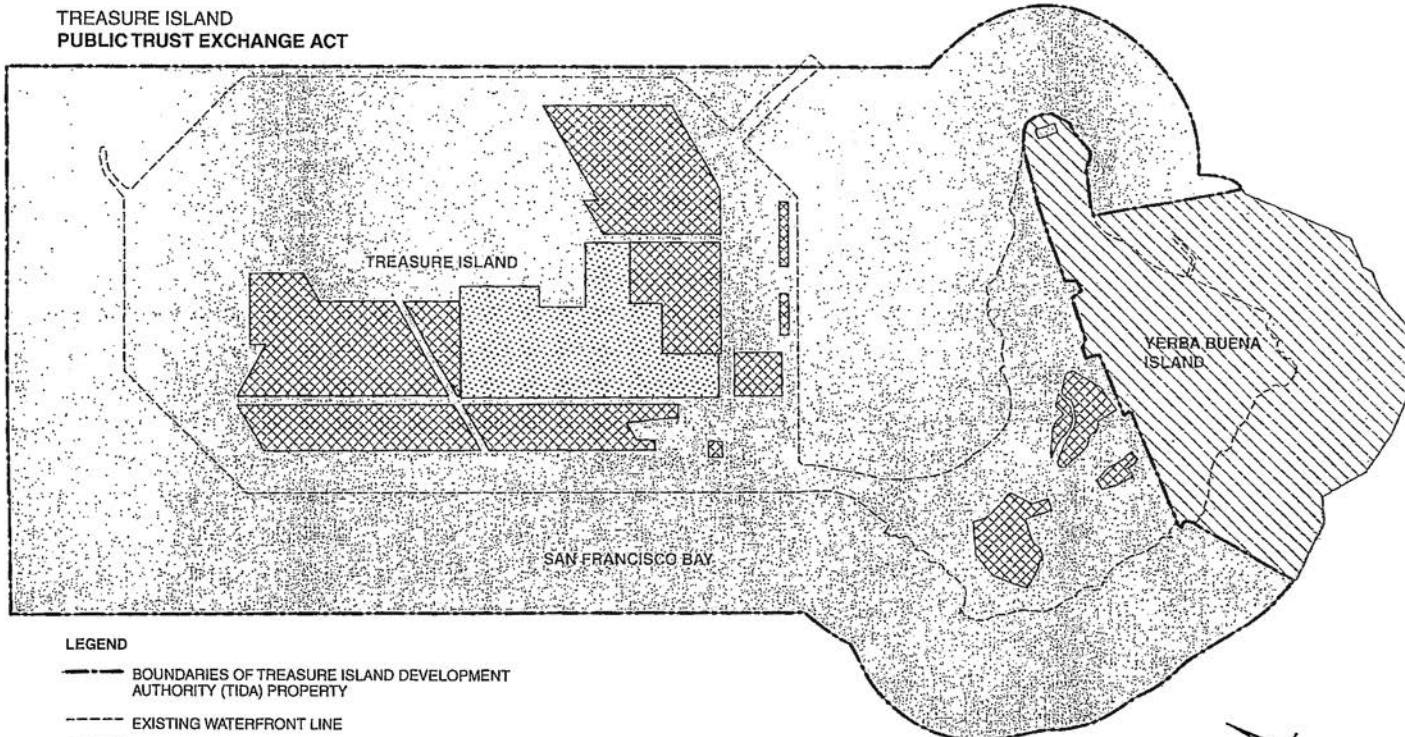 TREASURE ISLAND
PUBLIC TRUST EXCHANGE ACT
TREASURE ISLAND
YERBA BUENA
ISLAND
SAN FRANCISCO BAY
LEGEND
BOUNDARIES OF TREASURE ISLAND DEVELOPMENT
AUTHORITY (TIDA) PROPERTY
EXISTING WATERFRONT LINE